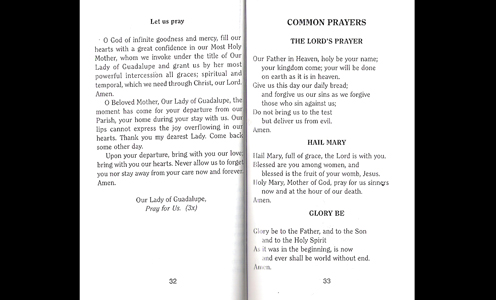 Let us pray
O God of infinite goodness and mercy, fill our
hearts with a great confidence in our Most Holy
Mother, whom we invoke under the title of Our
Lady of Guadalupe and grant us by her most
powerful intercession all graces; spiritual and
temporal, which we need through Christ, our Lord.
Amen.
O Beloved Mother, Our Lady of Guadalupe, the
moment has come for your departure from our
Parish, your home during your stay with us. Our
lips cannot express the joy overflowing in our
hearts. Thank you my dearest Lady. Come back
some other day.
Upon your departure, bring with you our love;
bring with you our hearts. Never allow us to forget
you nor stay away from your care now and forever.
Amen.
Our Lady of Guadalupe,
Pray for Us. (3x)
32
COMMON PRAYERS
THE LORD'S PRAYER
Our Father in Heaven, holy be your name;
your kingdom come; your will be done
on earth as it is in heaven.
Give us this day our daily bread;
and forgive us our sins as we forgive
those who sin against us;
Do not bring us to the test
but deliver us from evil.
Amen.
HAIL MARY
Hail Mary, full of grace, the Lord is with you.
Blessed are you among women, and
blessed is the fruit of your womb, Jesus.
Holy Mary, Mother of God, pray for us sinners
now and at the hour of our death.
Amen.
GLORY BE
Glory be to the Father, and to the Son
and to the Holy Spirit
As it was in the beginning, is now
and ever shall be world without end.
Amen.
33